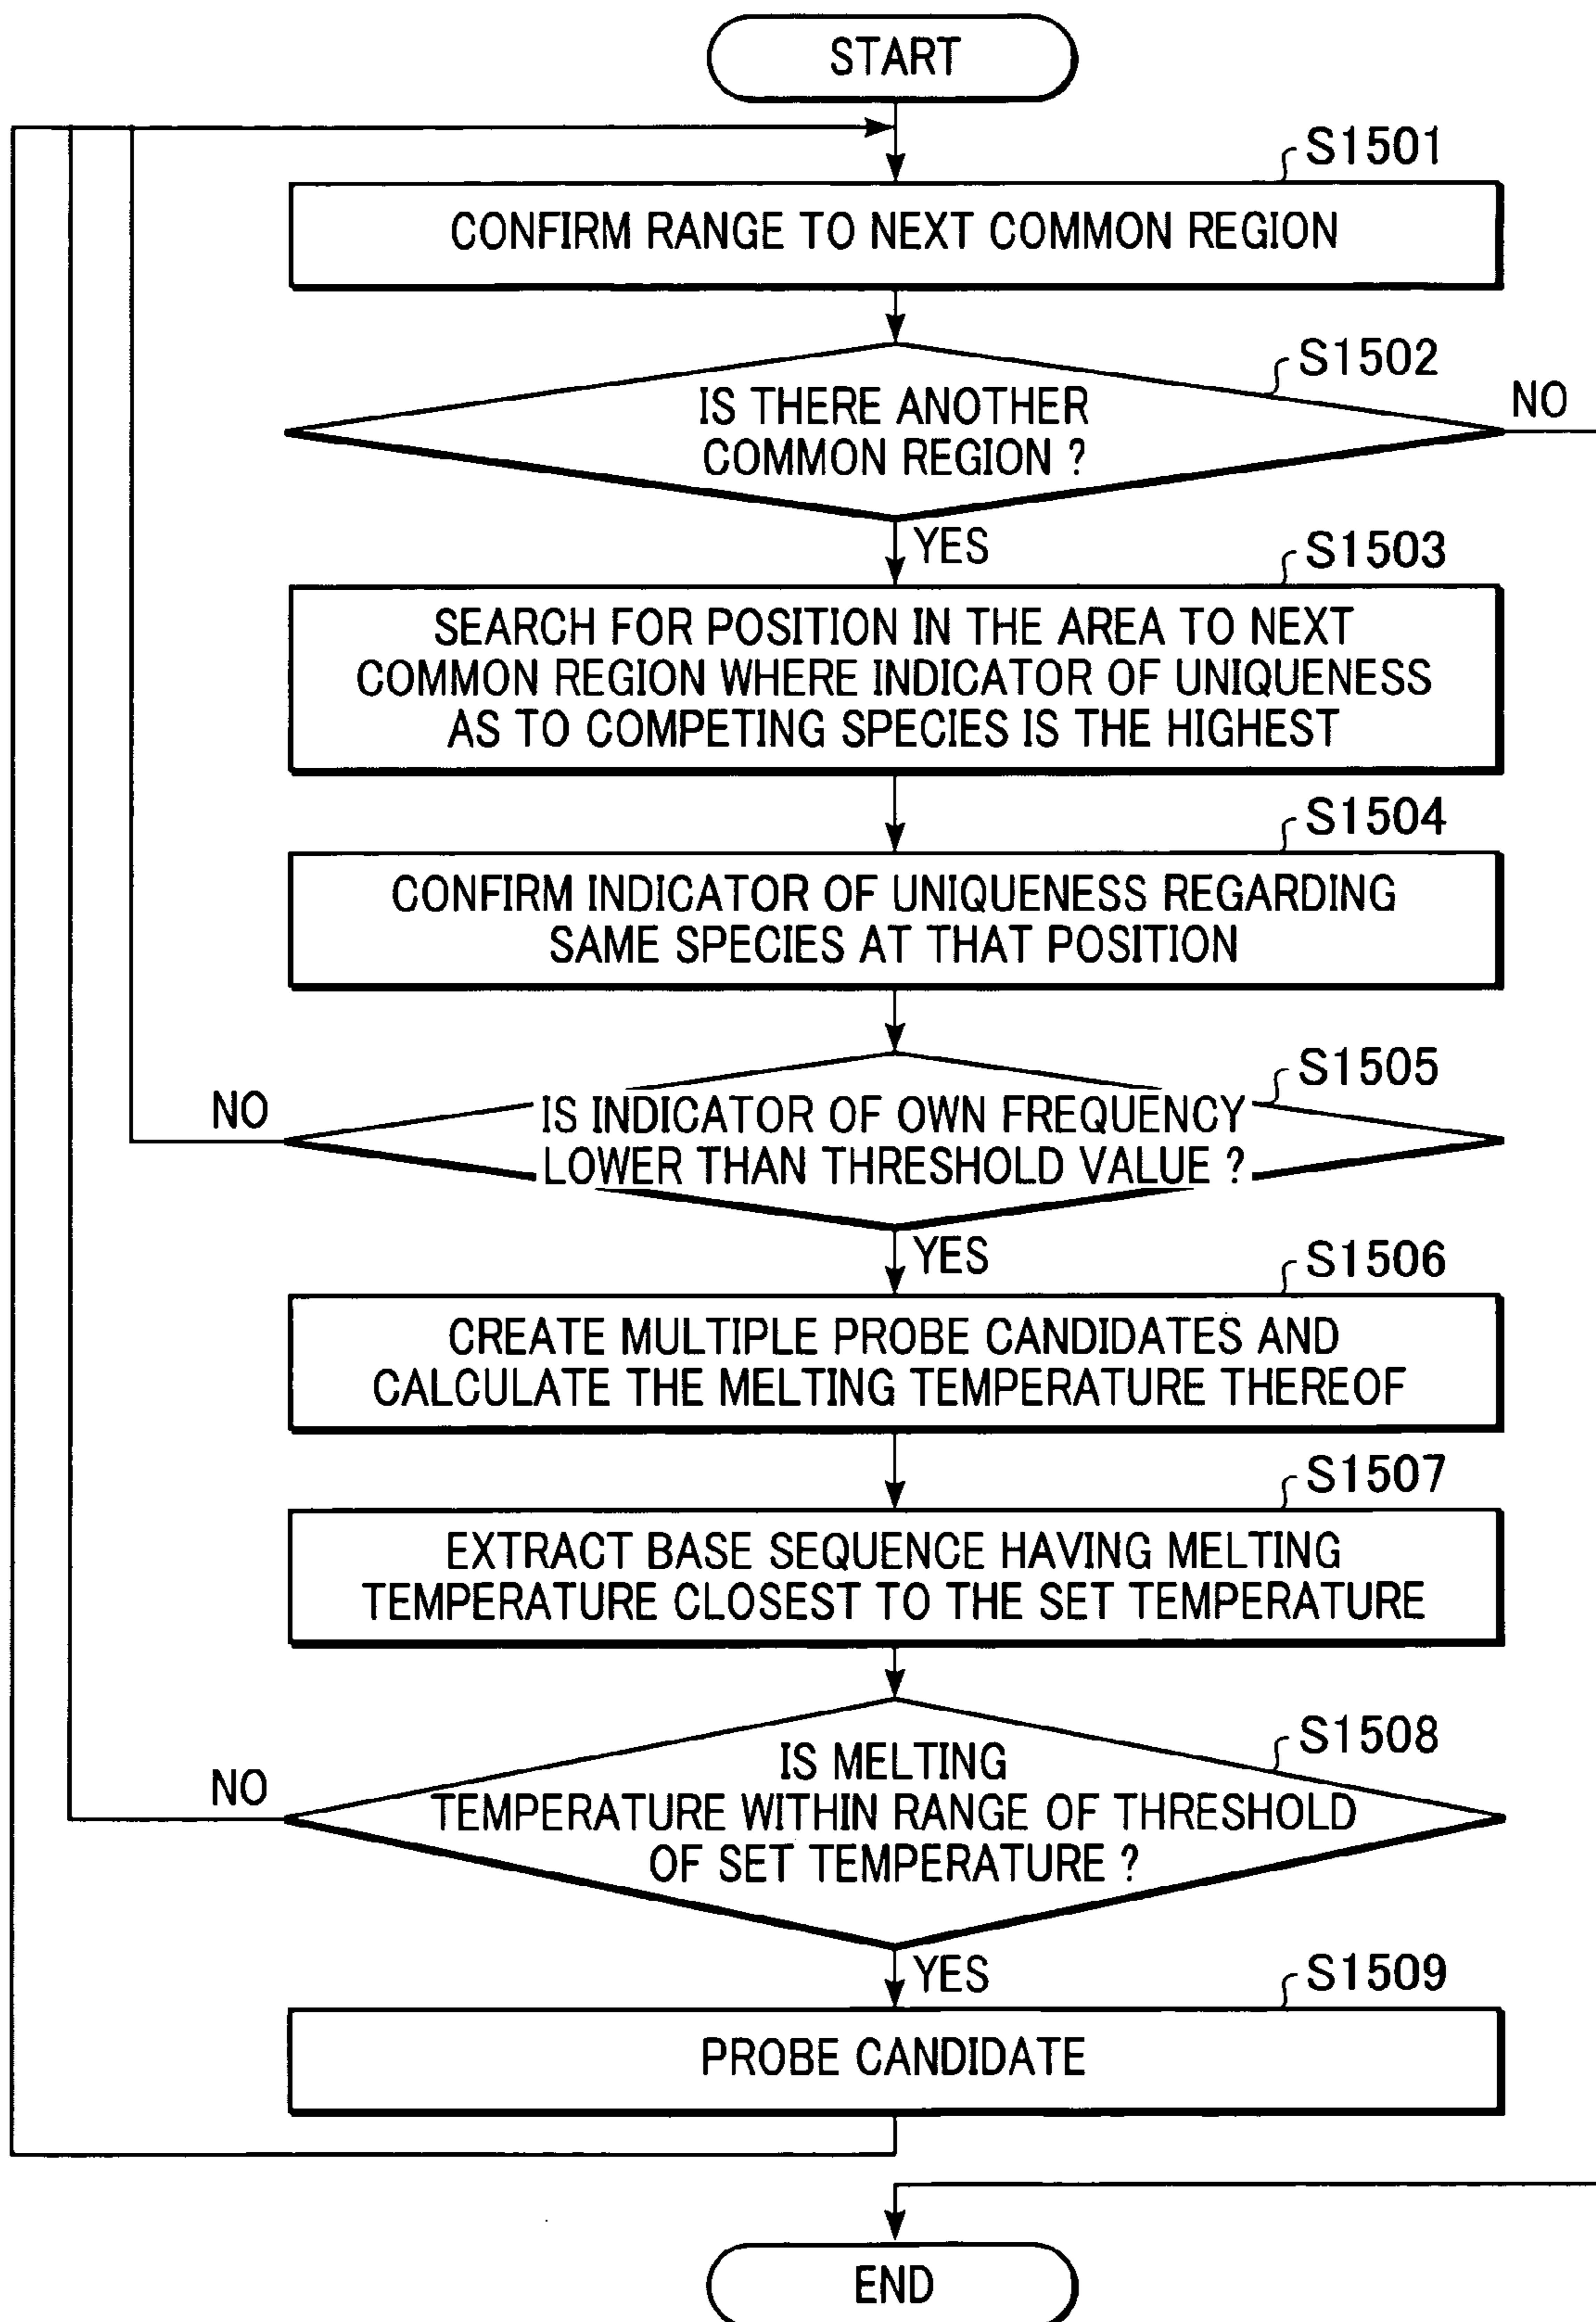 START
S1501
CONFIRM RANGE TO NEXT COMMON REGION
S1502
IS THERE ANOTHER
COMMON REGION ?
NO
YES
S1503
SEARCH FOR POSITION IN THE AREA TO NEXT
COMMON REGION WHERE INDICATOR OF UNIQUENESS
AS TO COMPETING SPECIES IS THE HIGHEST
S1504
CONFIRM INDICATOR OF UNIQUENESS REGARDING
SAME SPECIES AT THAT POSITION
S1505
NO
IS INDICATOR OF OWN FREQUENCY
LOWER THAN THRESHOLD VALUE ?
YES
S1506
CREATE MULTIPLE PROBE CANDIDATES AND
CALCULATE THE MELTING TEMPERATURE THEREOF
S1507
EXTRACT BASE SEQUENCE HAVING MELTING
TEMPERATURE CLOSEST TO THE SET TEMPERATURE
S1508
NO
IS MELTING
TEMPERATURE WITHIN RANGE OF THRESHOLD
OF SET TEMPERATURE ?
YES
S1509
PROBE CANDIDATE
END